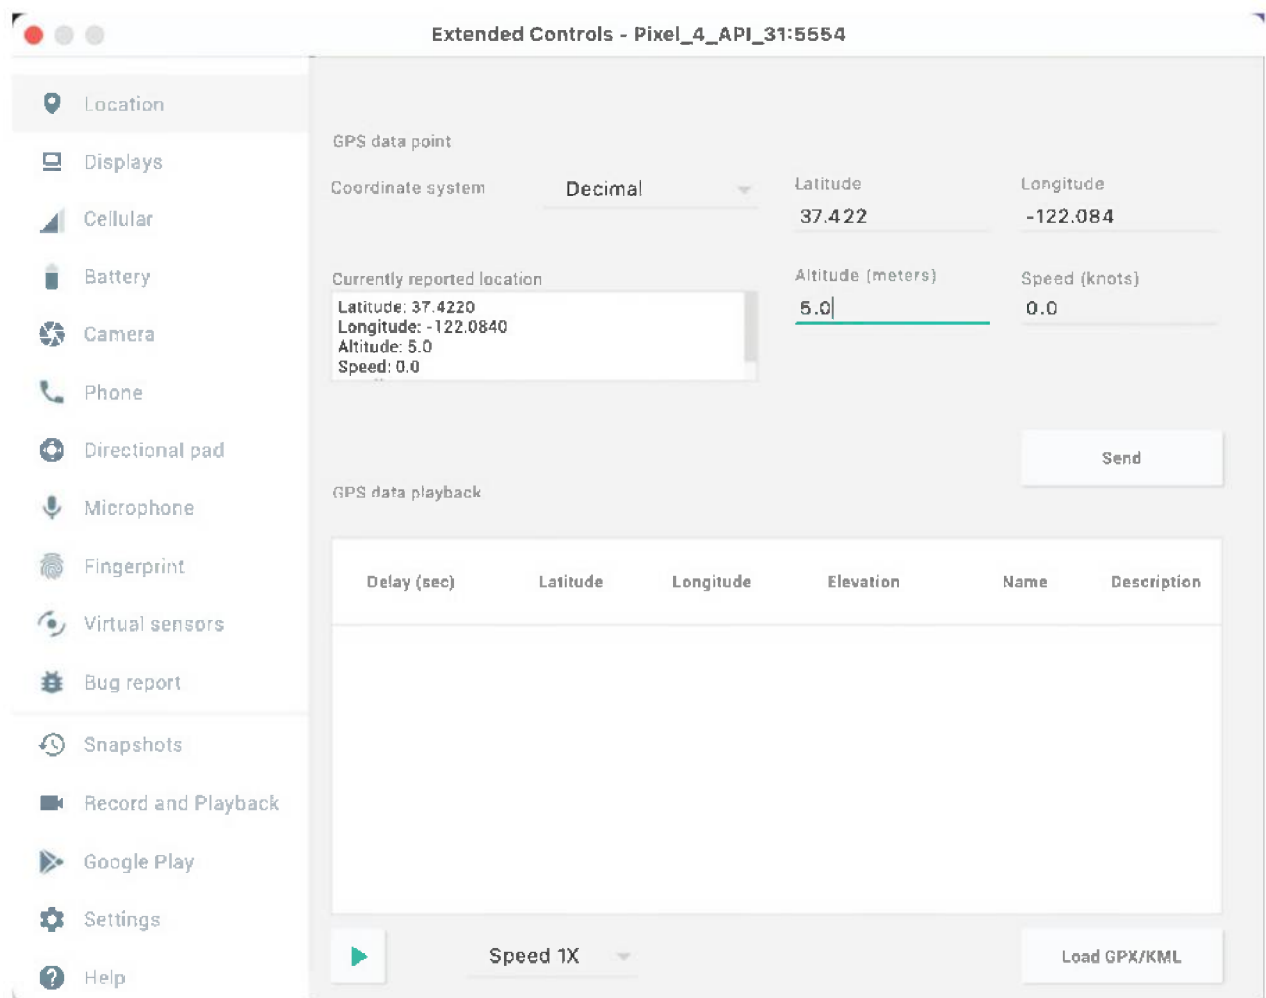 Extended Controls - Pixel_4_API_31:5554
Location
Displays
Cellular
Battery
Camera
Phone
Directional pad
Microphone
Fingerprint
Virtual sensors
Bug report
Snapshots
Record and Playback
Google Play
Settings
Help
GPS data point
Coordinate system
Decimal
Latitude
37.422
Longitude
-122.084
Currently reported location
Latitude: 37.4220
Longitude: -122.0840
Altitude: 5.0
Speed: 0.0
Altitude (meters)
5.0
Speed (knots)
0.0
Send
GPS data playback
Delay (sec) Latitude Longitude Elevation Name Description
Speed 1X
Load GPX/KML